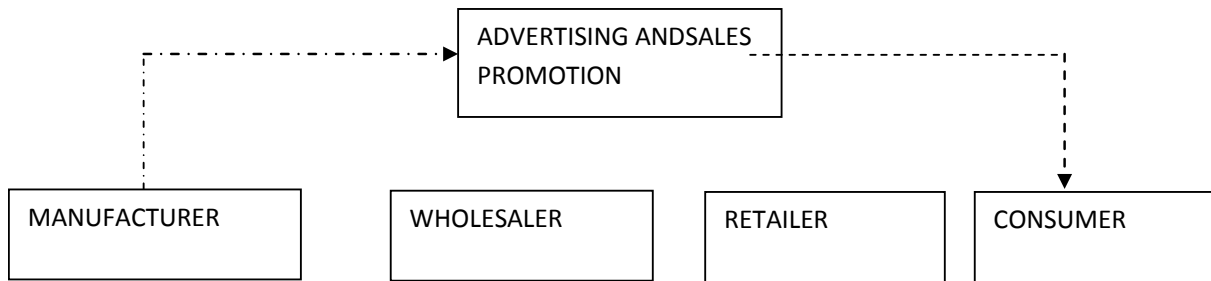 ADVERTISING ANDSALES
PROMOTION
MANUFACTURER
WHOLESALER
RETAILER
CONSUMER